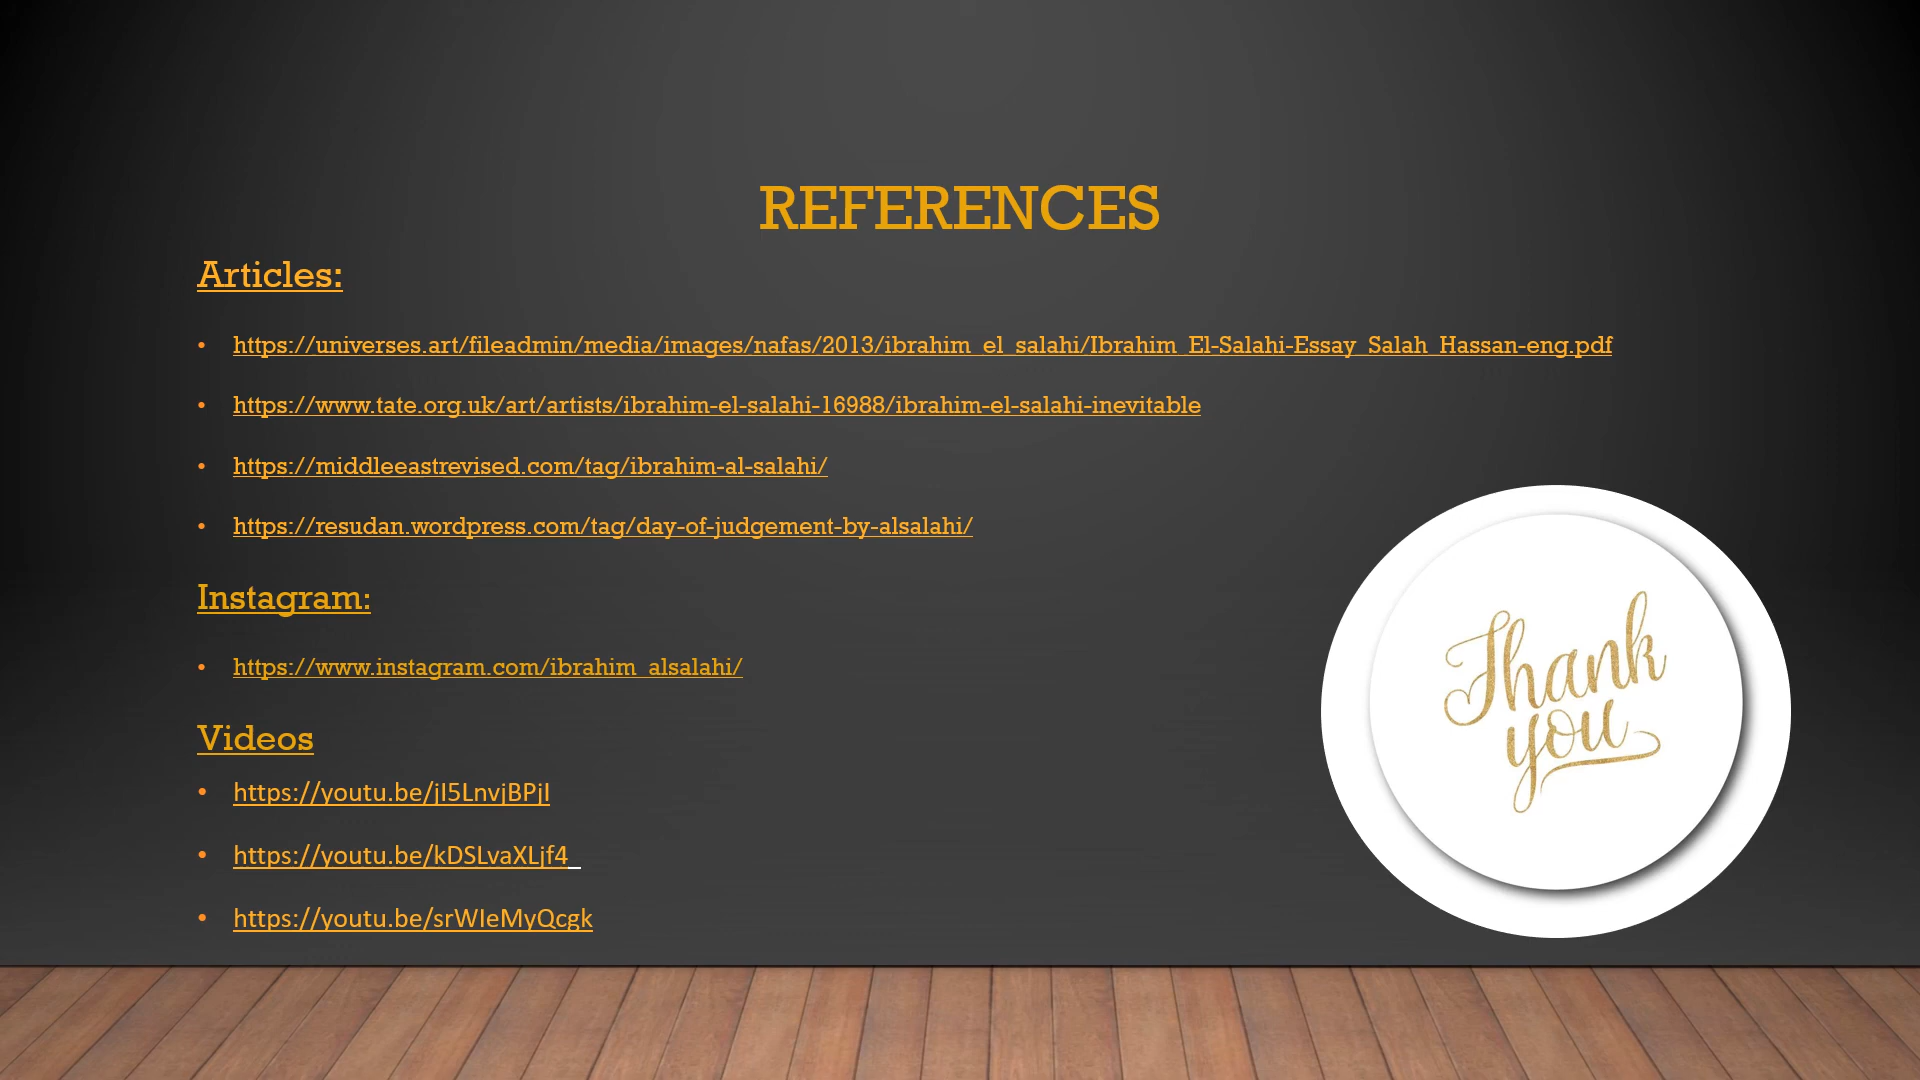 REFERENCES
Articles:
• https://universes.art/fileadmin/media/images/nafas/2013/ibrahim_el_salahi/Ibrahim_El-Salahi-Essay_Salah_Hassan-eng.pdf
• https://www.tate.org.uk/art/artists/ibrahim-el-salahi-16988/ibrahim-el-salahi-inevitable
• https://middleeastrevised.com/tag/ibrahim-al-salahi/
• https://resudan.wordpress.com/tag/day-of-judgement-by-alsalahi/
Instagram:
• https://www.instagram.com/ibrahim_alsalahi/
Videos
• https://youtu.be/jI5LnvjBPjI
• https://youtu.be/kDSLvaXLjf4
• https://youtu.be/srWIeMyQcgk
Thank
you